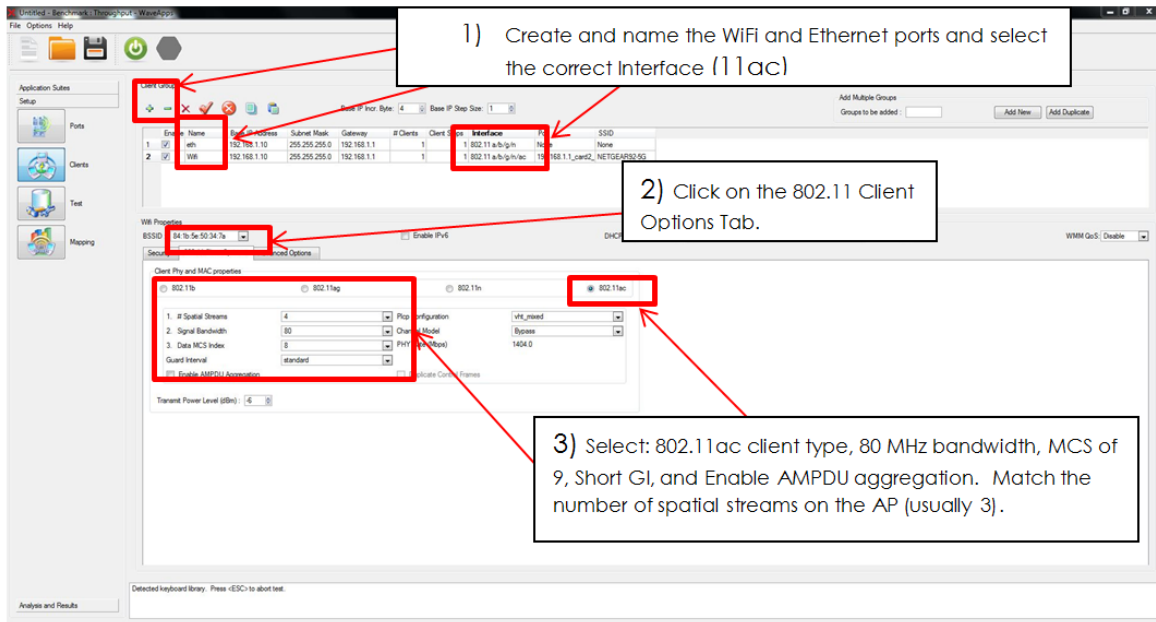 Untitled - Benchmark : Throughput - WaveApps
File Options Help
1) Create and name the WiFi and Ethernet ports and select
the correct Interface (11ac)
Application Suites
Setup
Ports
Clients
Test
Mapping
Analysis and Results
Client Group
Base IP Incr. Byte: 4 Base IP Step Size: 1
Add Multiple Groups
Groups to be added :
Add New Add Duplicate
Enable Name Base IP Address Subnet Mask Gateway # Clients Client Interface SSID
1 eth 192.168.1.10 255.255.255.0 192.168.1.1 1 1 802.11 a/b/g/n None None
2 Wifi 192.168.1.10 255.255.255.0 192.168.1.1 1 1 802.11 a/b/g/n/ac 192.168.1.1_card2_ NETGEAR92-5G
2) Click on the 802.11 Client
Options Tab.
Wifi Properties
BSSID 84:1b:5e:50:34:7a Enable IPv6 DHCP WMM QoS: Disable
Options
Client Phy and MAC properties
802.11b 802.11ag 802.11n 802.11ac
1. # Spatial Streams 4 Plcp Configuration vht_mixed
2. Signal Bandwidth 80 Channel Model Bypass
3. Data MCS Index 8 PHY (Mbps) 1404.0
Guard Interval standard
Enable AMPDU Aggregation Control Frames
Transmit Power Level (dBm) : -6
3) Select: 802.11ac client type, 80 MHz bandwidth, MCS of
9, Short GI, and Enable AMPDU aggregation. Match the
number of spatial streams on the AP (usually 3).
Detected keyboard library. Press <ESC> to abort test.